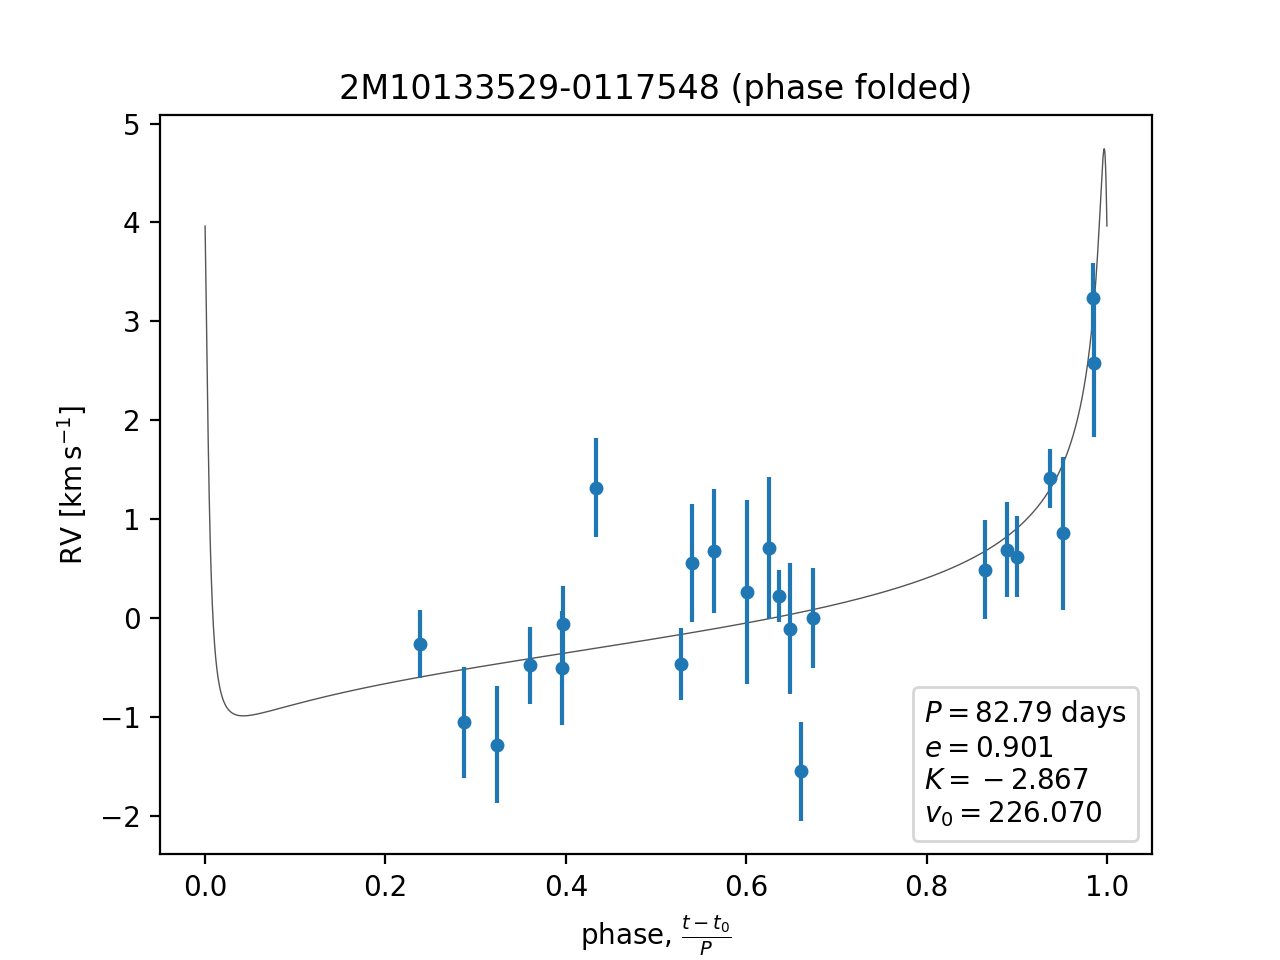 2M10133529-0117548 (phase folded)
5
4
3
2
1
0
−1
−2
RV [km s⁻¹]
P = 82.79 days
e = 0.901
K = − 2.867
v₀ = 226.070
0.0 0.2 0.4 0.6 0.8 1.0
phase, (t − t₀)/P